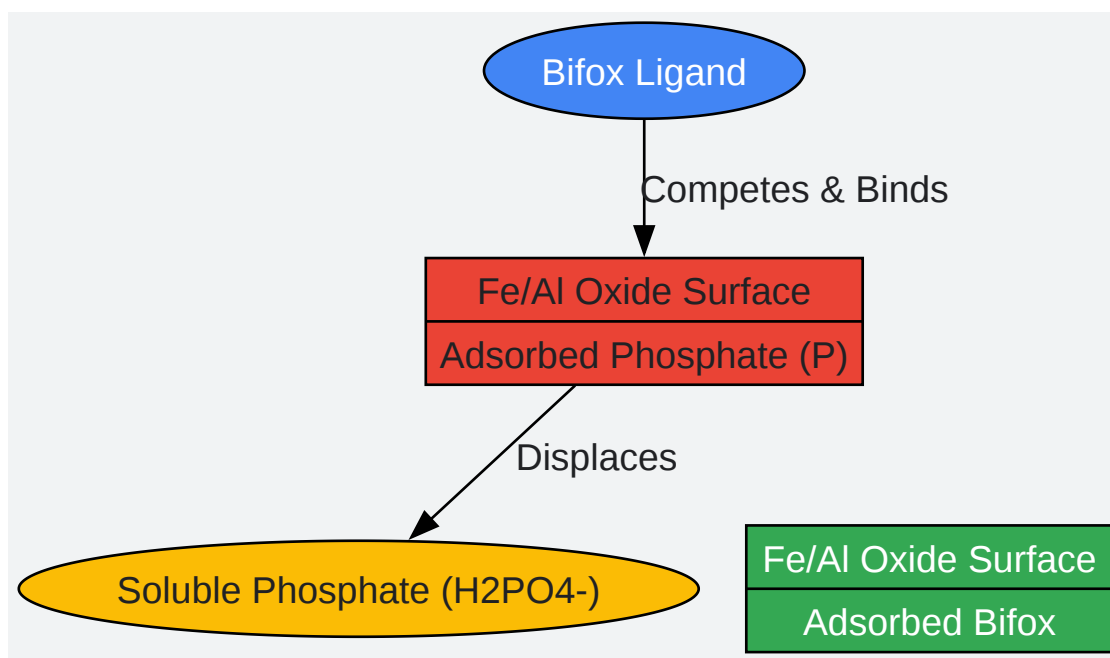 Bifox Ligand
Competes & Binds
Fe/Al Oxide Surface
Adsorbed Phosphate (P)
Displaces
Soluble Phosphate (H2PO4-)
Fe/Al Oxide Surface
Adsorbed Bifox